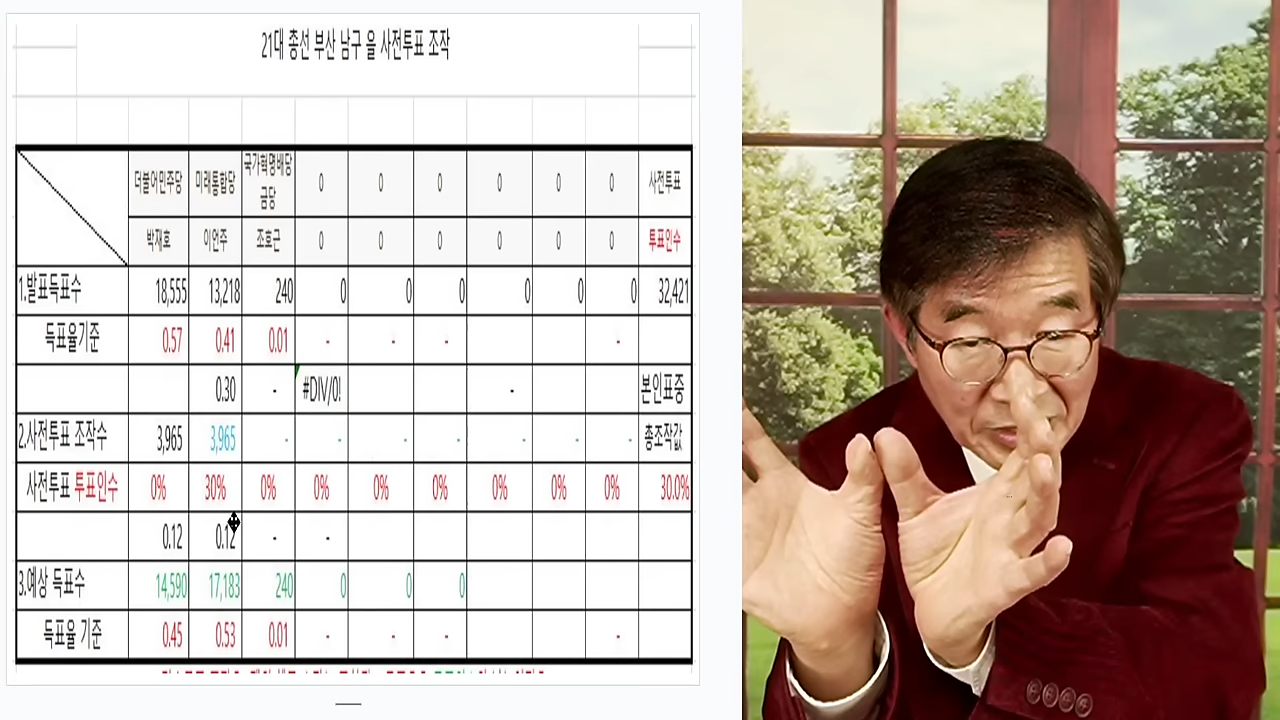 21대 총선 부산 남구 을 사전투표 조작
더불어민주당 미래통합당 국가혁명배당금당 0 0 0 0 0 0 사전투표
박재호 이언주 조호근 0 0 0 0 0 0 투표인수
1.발표득표수 18,555 13,218 240 0 0 0 0 0 0 32,421
득표율기준 0.57 0.41 0.01 - - - -
0.30 - #DIV/0! - 본인표중
2.사전투표 조작수 3,965 3,965 - - - - - - - 총조작값
사전투표 투표인수 0% 30% 0% 0% 0% 0% 0% 0% 0% 30.0%
0.12 0.12 - -
3.예상 득표수 14,590 17,183 240 0 0 0
득표율 기준 0.45 0.53 0.01 - - - -